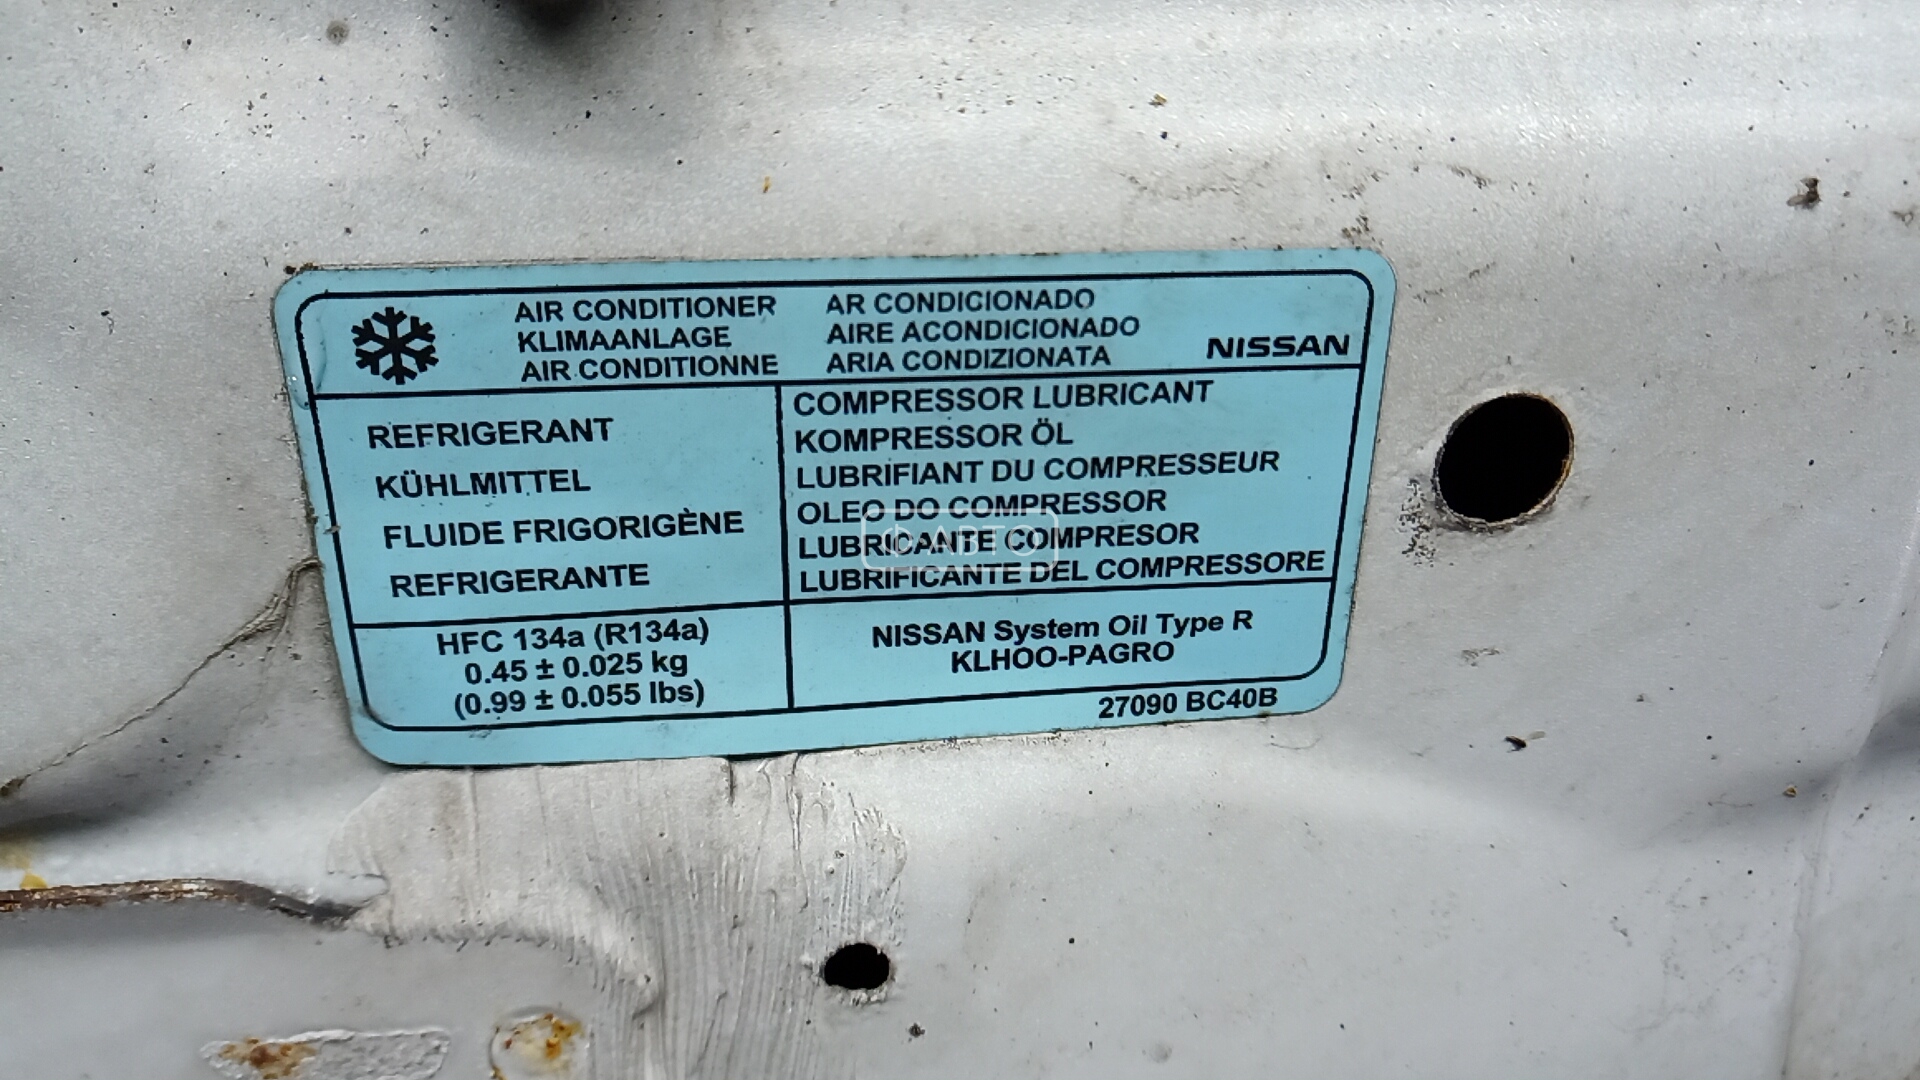 AIR CONDITIONER
KLIMAANLAGE
AIR CONDITIONNE
AR CONDICIONADO
AIRE ACONDICIONADO
ARIA CONDIZIONATA
NISSAN
REFRIGERANT
KÜHLMITTEL
FLUIDE FRIGORIGÈNE
REFRIGERANTE
COMPRESSOR LUBRICANT
KOMPRESSOR ÖL
LUBRIFIANT DU COMPRESSEUR
OLEO DO COMPRESSOR
LUBRICANTE COMPRESOR
LUBRIFICANTE DEL COMPRESSORE
HFC 134a (R134a)
0.45 ± 0.025 kg
(0.99 ± 0.055 lbs)
NISSAN System Oil Type R
KLHOO-PAGRO
27090 BC40B